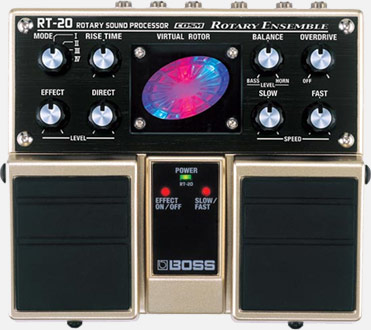 RT-20 ROTARY SOUND PROCESSOR COSM ROTARY ENSEMBLE
MODE I RISE TIME VIRTUAL ROTOR BALANCE OVERDRIVE
II
III
IV
BASS HORN OFF
LEVEL
EFFECT DIRECT SLOW FAST
LEVEL SPEED
POWER
RT-20
EFFECT ON/OFF SLOW/FAST
BOSS